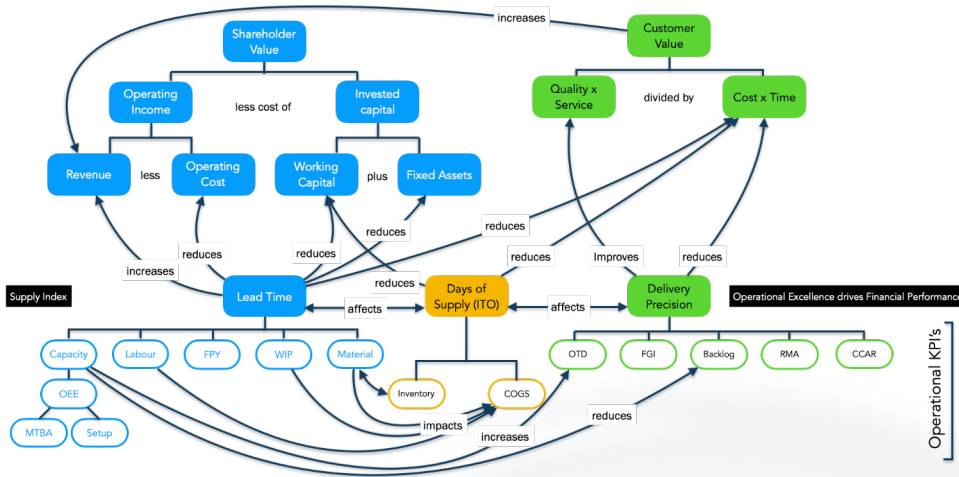 increases
Shareholder
Value
Customer
Value
Operating
Income
less cost of
Invested
capital
Quality x
Service
divided by
Cost x Time
Revenue
less
Operating
Cost
Working
Capital
plus
Fixed Assets
increases
reduces
reduces
reduces
reduces
reduces
reduces
Improves
reduces
Supply Index
Lead Time
affects
Days of
Supply (ITO)
affects
Delivery
Precision
Operational Excellence drives Financial Performance
Capacity
Labour
FPY
WIP
Material
OTD
FGI
Backlog
RMA
CCAR
OEE
Inventory
COGS
MTBA
Setup
impacts
increases
reduces
Operational KPI's